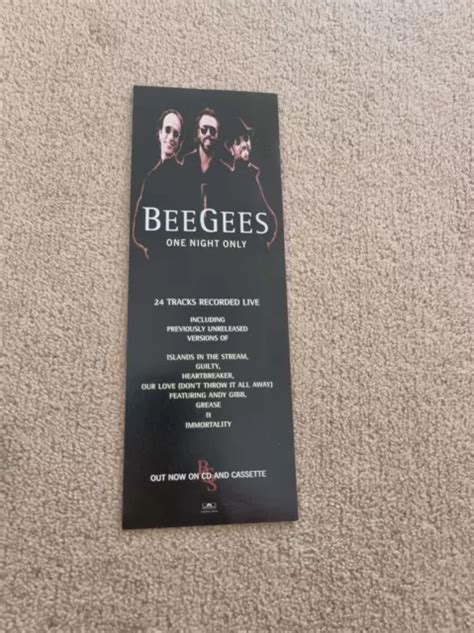 BEEGEES
ONE NIGHT ONLY
24 TRACKS RECORDED LIVE
INCLUDING
PREVIOUSLY UNRELEASED
VERSIONS OF
ISLANDS IN THE STREAM,
GUILTY,
HEARTBREAKER,
OUR LOVE (DON'T THROW IT ALL AWAY)
FEATURING ANDY GIBB,
GREASE
&
IMMORTALITY
OUT NOW ON CD AND CASSETTE